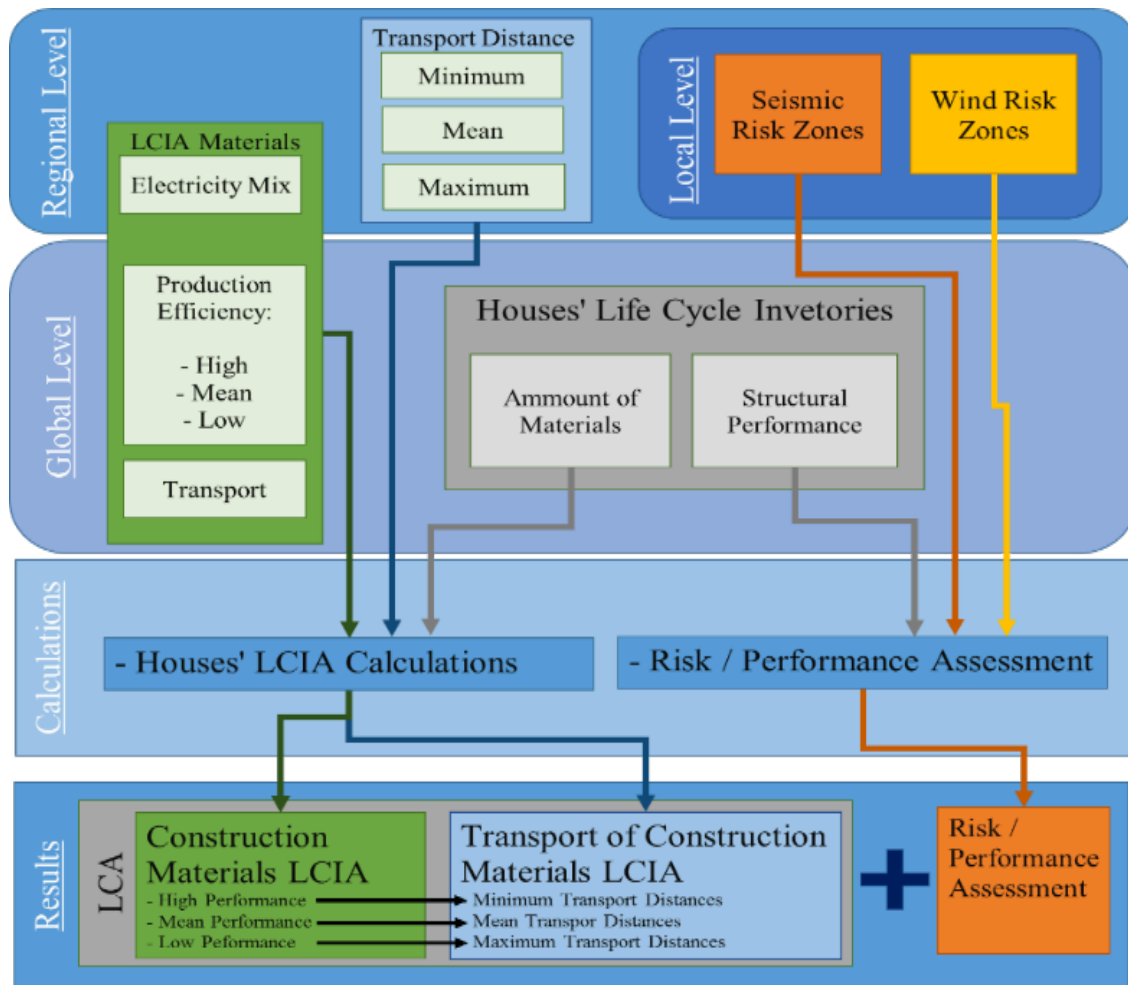 Regional Level
LCIA Materials
Electricity Mix
Transport Distance
Minimum
Mean
Maximum
Local Level
Seismic
Risk Zones
Wind Risk
Zones
Global Level
Production
Efficiency:
- High
- Mean
- Low
Transport
Houses' Life Cycle Invetories
Ammount of
Materials
Structural
Performance
Calculations
- Houses' LCIA Calculations
- Risk / Performance Assessment
Results
LCA
Construction
Materials LCIA
- High Performance
- Mean Performance
- Low Peformance
Transport of Construction
Materials LCIA
Minimum Transport Distances
Mean Transpor Distances
Maximum Transport Distances
+
Risk /
Performance
Assessment